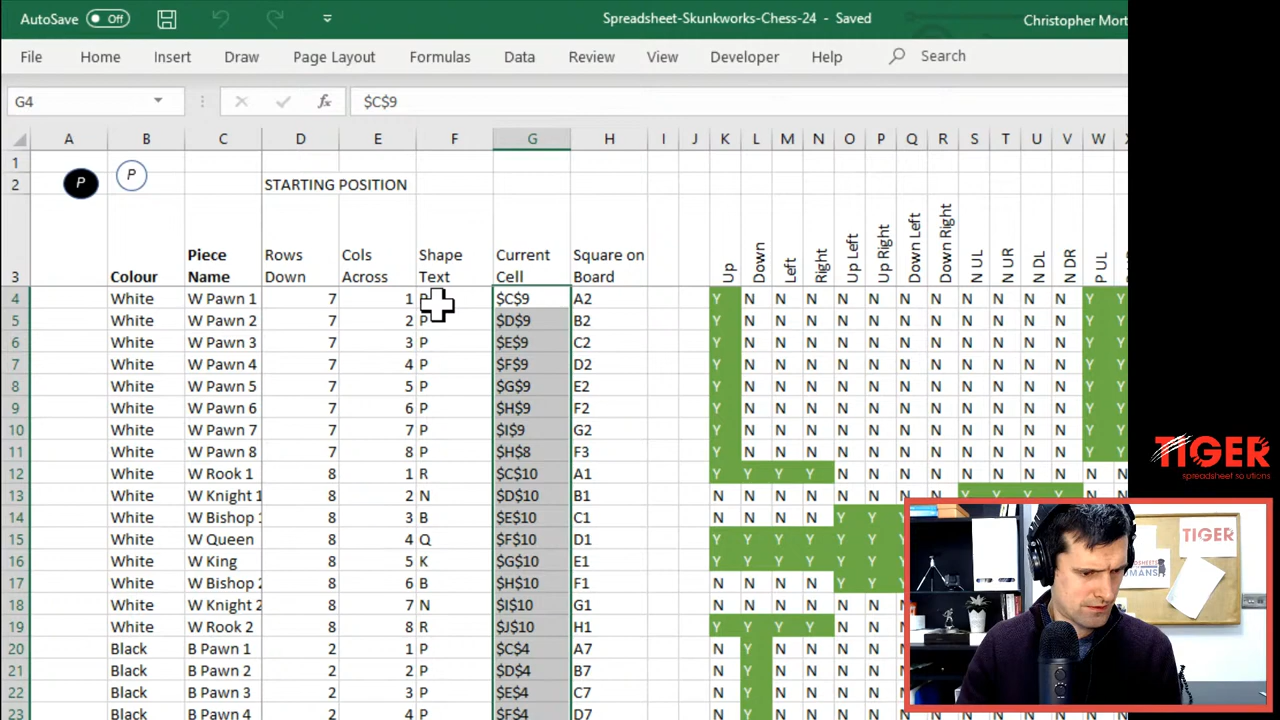 AutoSave Off Spreadsheet-Skunkworks-Chess-24 - Saved Christopher Mort
File Home Insert Draw Page Layout Formulas Data Review View Developer Help Search
G4 fx $C$9
A B C D E F G H I J K L M N O P Q R S T U V W X
1
P P
2 STARTING POSITION
3 Colour Piece Name Rows Down Cols Across Shape Text Current Cell Square on Board Up Down Left Right Up Left Up Right Down Left Down Right N UL N UR N DL N DR P UL
4 White W Pawn 1 7 1 P $C$9 A2 Y N N N N N N N N N N N Y Y
5 White W Pawn 2 7 2 P $D$9 B2 Y N N N N N N N N N N N Y Y
6 White W Pawn 3 7 3 P $E$9 C2 Y N N N N N N N N N N N Y Y
7 White W Pawn 4 7 4 P $F$9 D2 Y N N N N N N N N N N N Y Y
8 White W Pawn 5 7 5 P $G$9 E2 Y N N N N N N N N N N N Y Y
9 White W Pawn 6 7 6 P $H$9 F2 Y N N N N N N N N N N N Y Y
10 White W Pawn 7 7 7 P $I$9 G2 Y N N N N N N N N N N N Y Y
11 White W Pawn 8 7 8 P $H$8 F3 Y N N N N N N N N N N N Y Y
12 White W Rook 1 8 1 R $C$10 A1 Y Y Y Y N N N N N N N N N N
13 White W Knight 1 8 2 N $D$10 B1 N N N N N N N N Y Y Y Y N N
14 White W Bishop 8 3 B $E$10 C1 N N N N Y Y
15 White W Queen 8 4 Q $F$10 D1 Y Y Y Y Y Y
16 White W King 8 5 K $G$10 E1 Y Y Y Y Y Y
17 White W Bishop 2 8 6 B $H$10 F1 N N N N Y Y
18 White W Knight 2 8 7 N $I$10 G1 N N N N N N
19 White W Rook 2 8 8 R $J$10 H1 Y Y Y Y N N
20 Black B Pawn 1 2 1 P $C$4 A7 N Y N N N N
21 Black B Pawn 2 2 2 P $D$4 B7 N Y N N N N
22 Black B Pawn 3 2 3 P $E$4 C7 N Y N N N N
23 Black B Pawn 4 2 4 P $F$4 D7 N Y N N N N
TIGER
spreadsheet solutions
TIGER